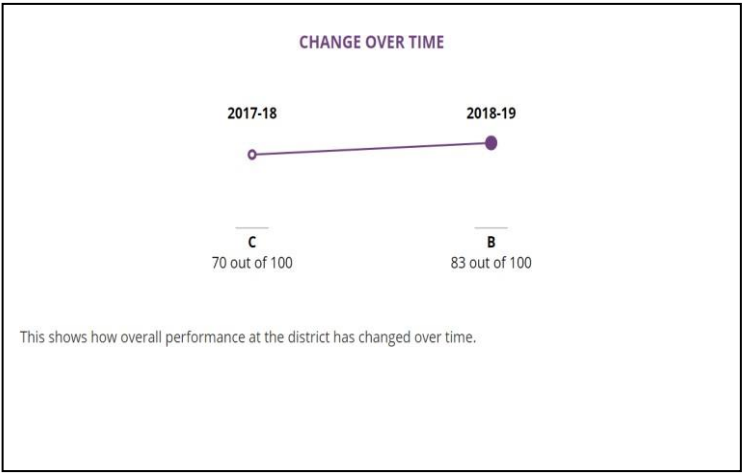 CHANGE OVER TIME
2017-18 2018-19
C B
70 out of 100 83 out of 100
This shows how overall performance at the district has changed over time.